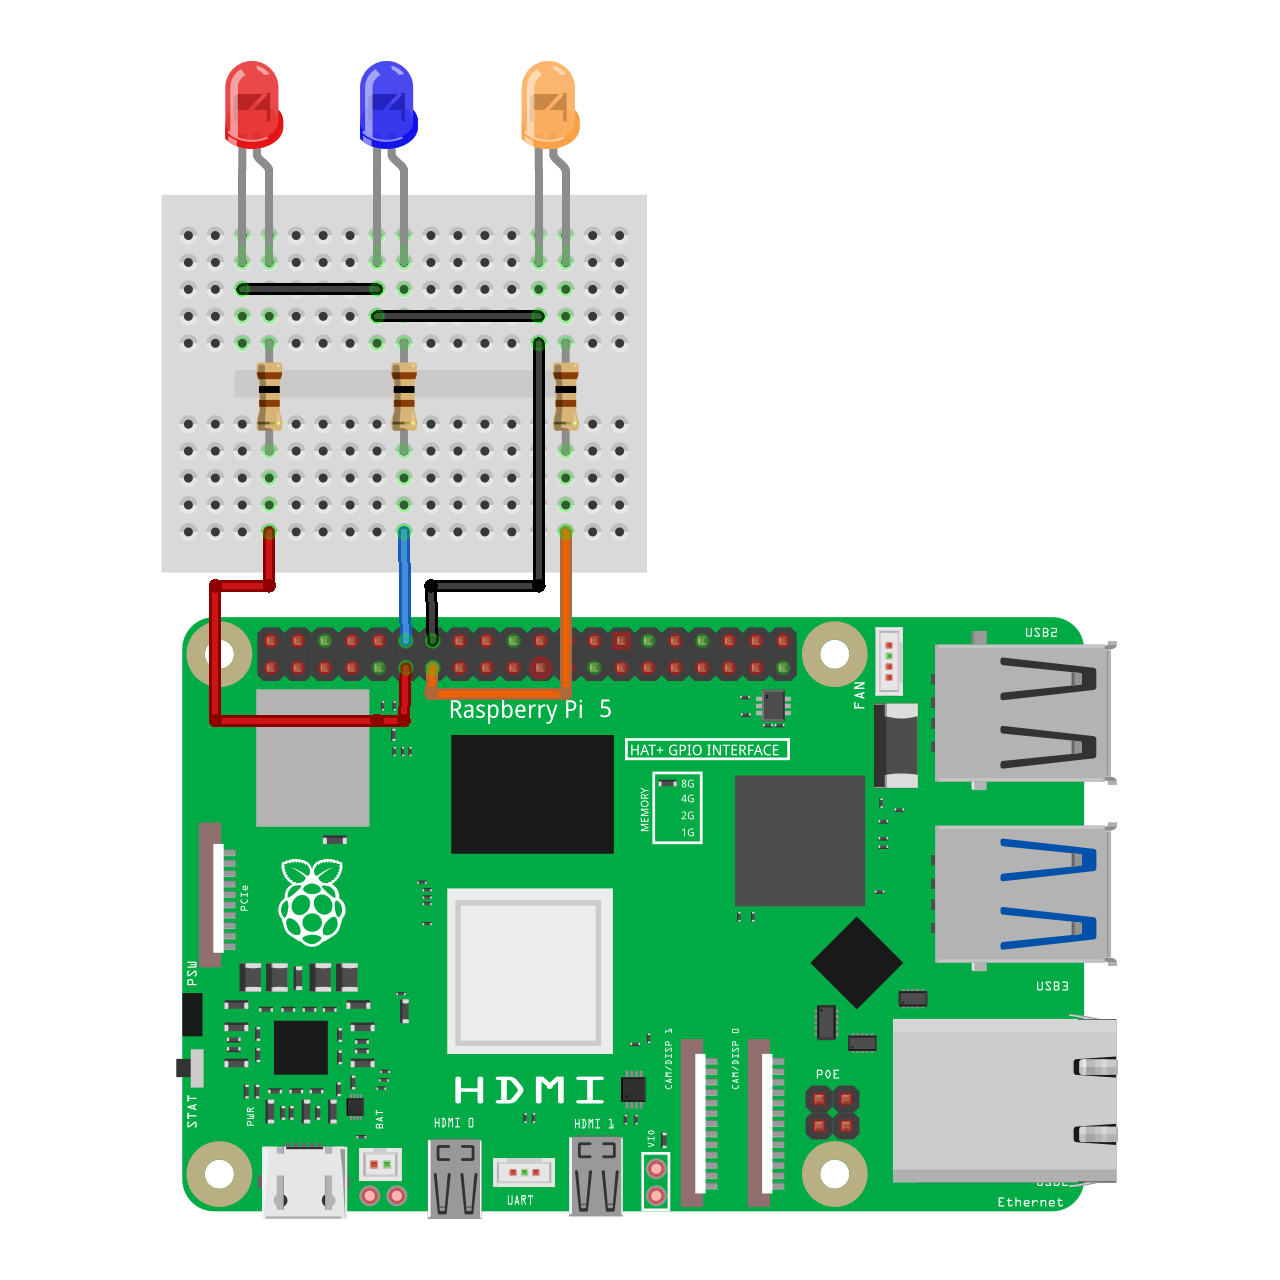 USB2
FAN
Raspberry Pi 5
HAT+ GPIO INTERFACE
MEMORY
8G
4G
2G
1G
PCIe
PSW
USB3
CAM/DISP 1
CAM/DISP 0
POE
HDMI
STAT
PWR
BAT
HDMI 0
HDMI 1
VIO
UART
Ethernet